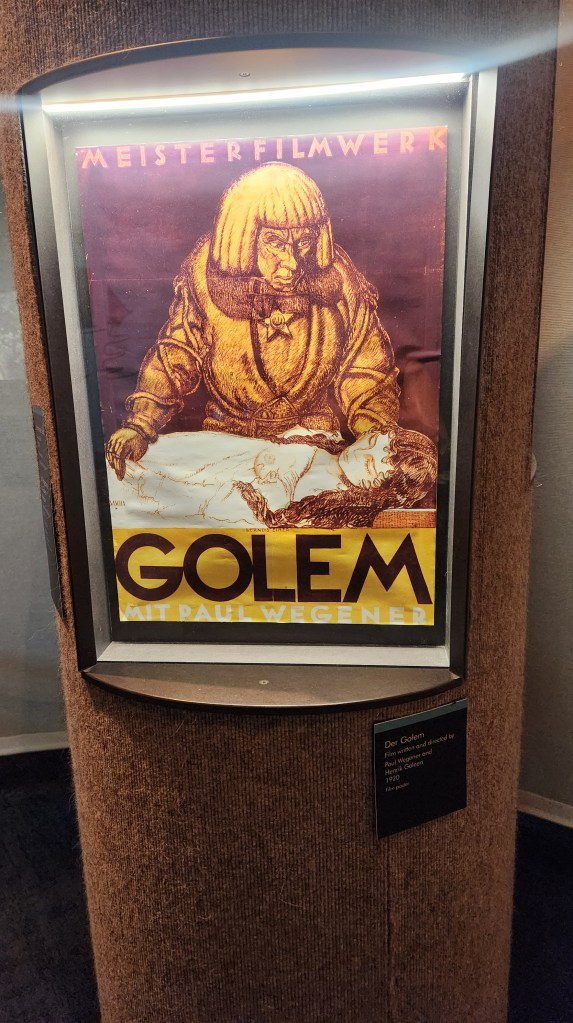 MEISTERFILMWERK
GOLEM
MIT PAUL WEGENER
Der Golem
Film written and directed by
Paul Wegener and
Henrik Galeen
1920
Film poster